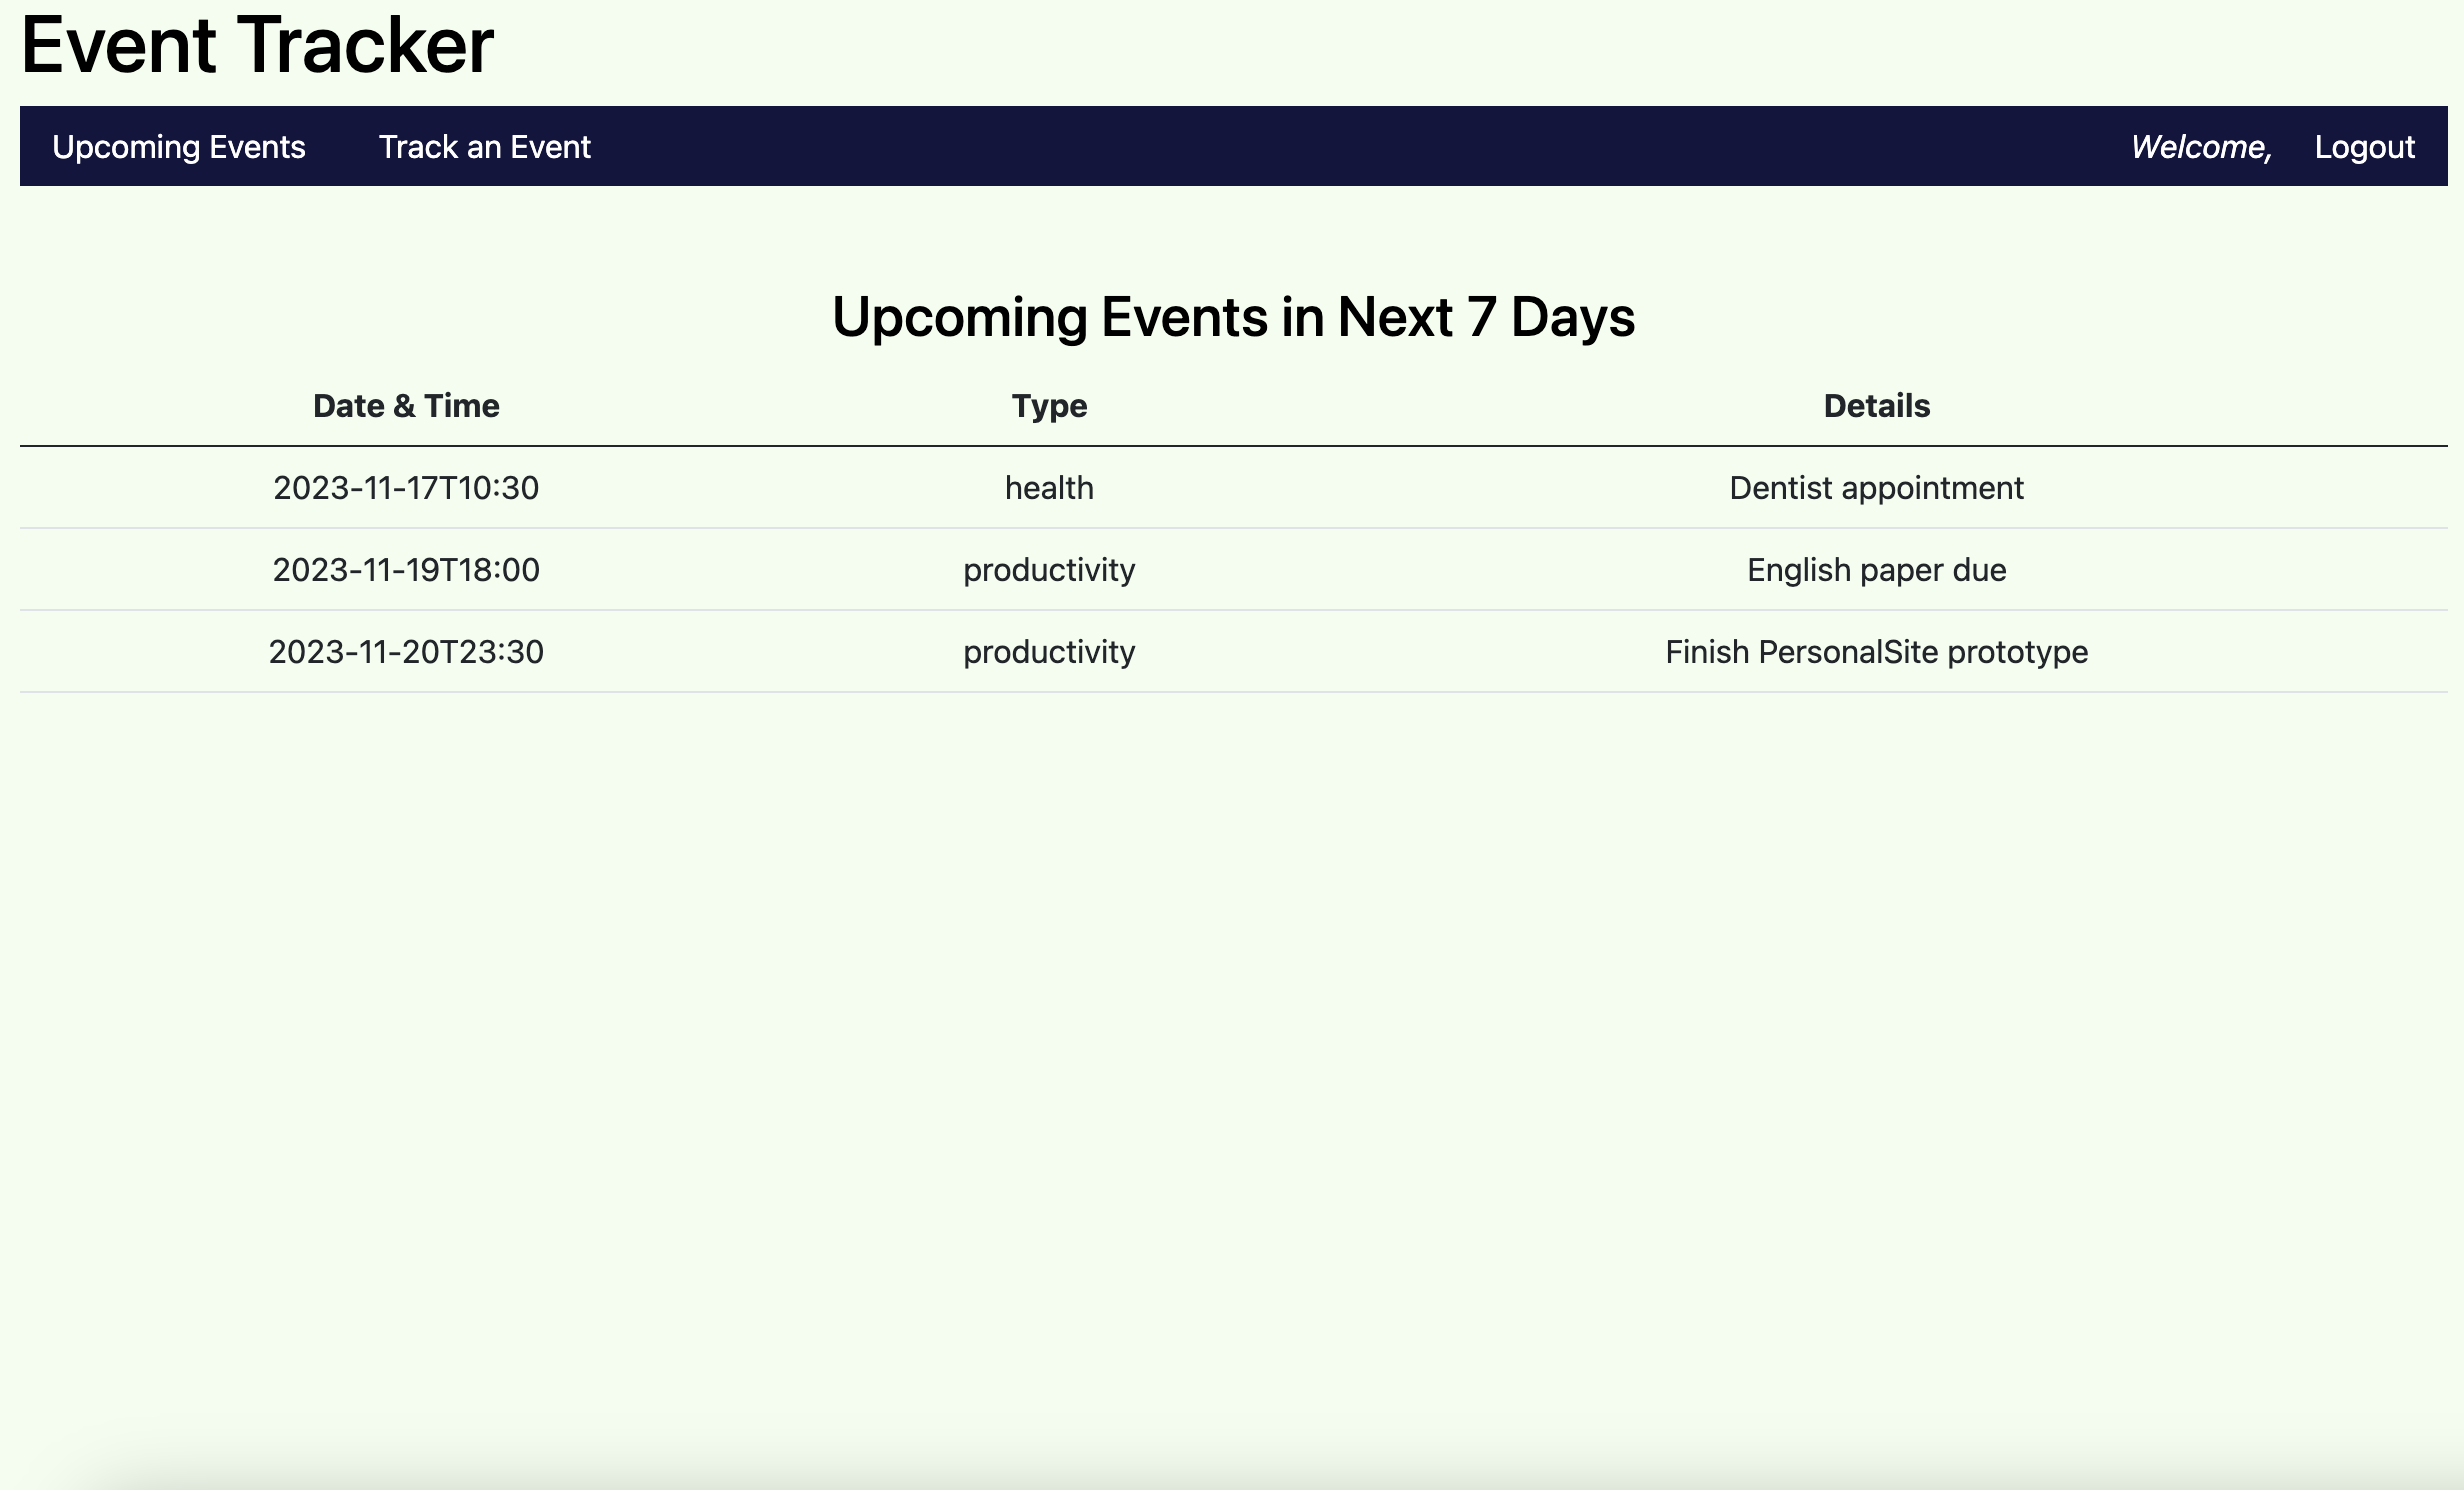 Event Tracker
Upcoming Events Track an Event Welcome, Logout
Upcoming Events in Next 7 Days
Date & Time Type Details
2023-11-17T10:30 health Dentist appointment
2023-11-19T18:00 productivity English paper due
2023-11-20T23:30 productivity Finish PersonalSite prototype